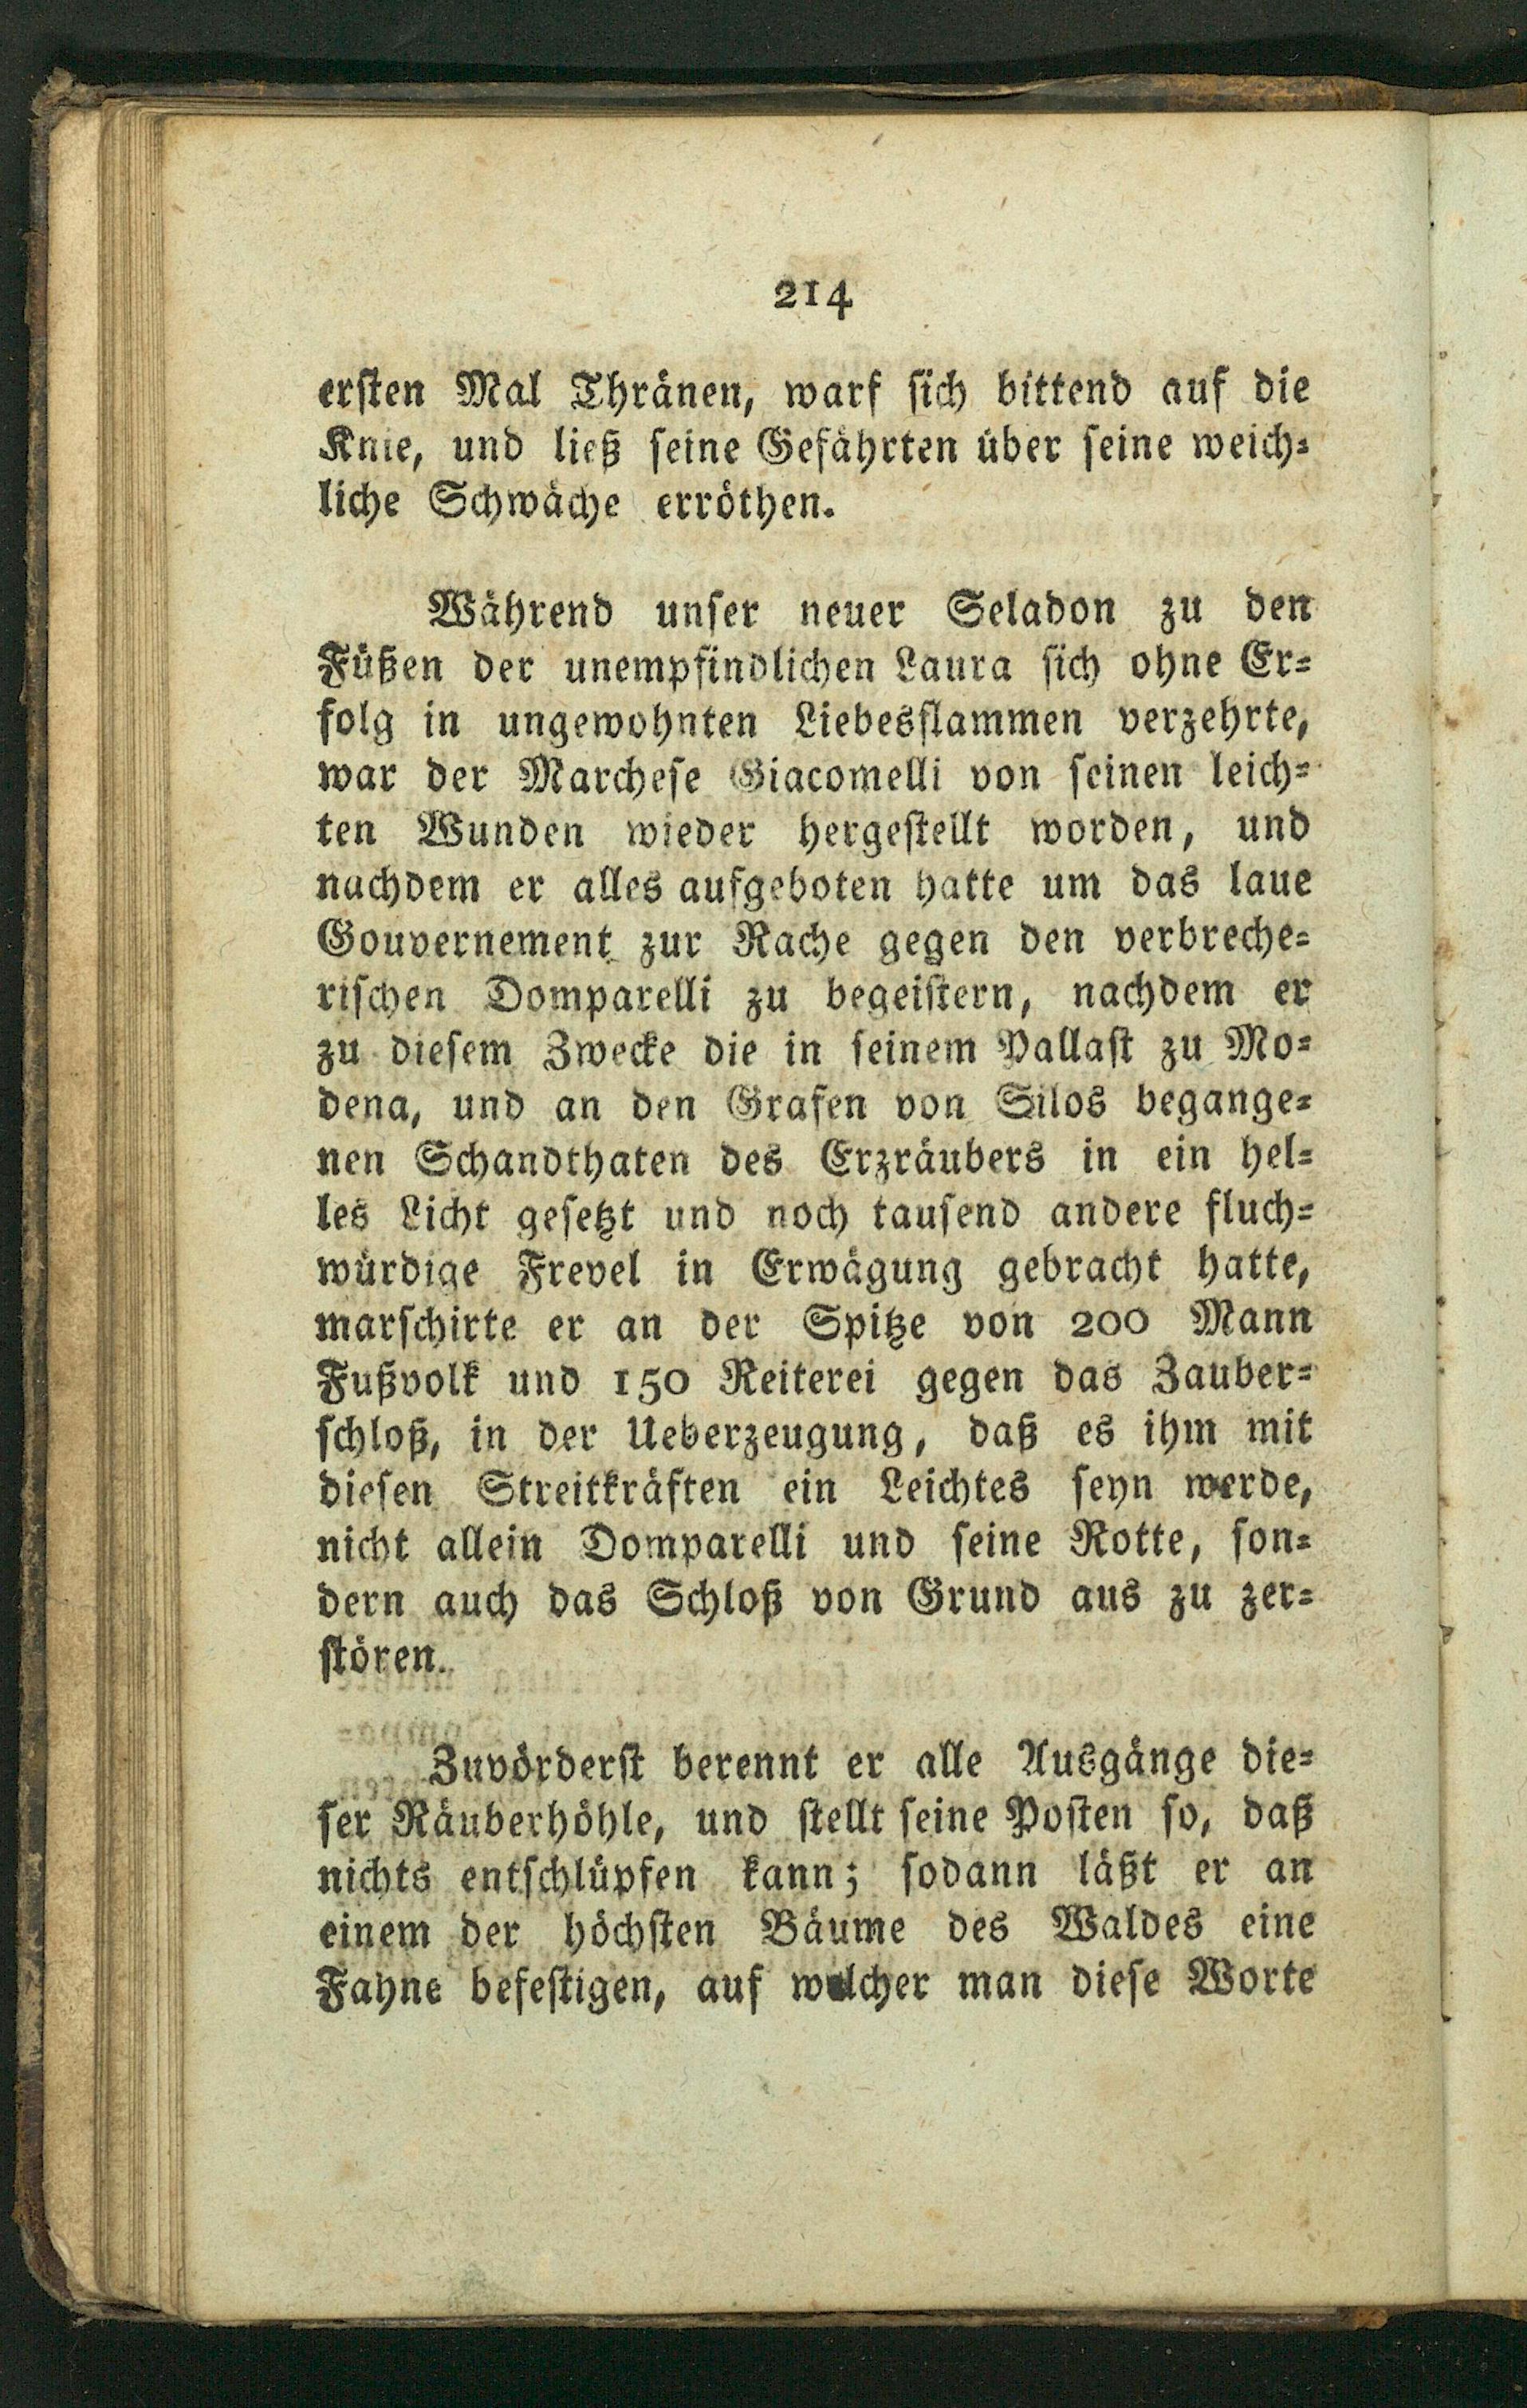 214
ersten Mal Thränen, warf sich bittend auf die
Knie, und ließ seine Gefährten über seine weich-
liche Schwäche erröthen.
Während unser neuer Seladon zu den
Füßen der unempfindlichen Laura sich ohne Er-
folg in ungewohnten Liebesflammen verzehrte,
war der Marchese Giacomelli von seinen leich-
ten Wunden wieder hergestellt worden, und
nachdem er alles aufgeboten hatte um das laue
Gouvernement zur Rache gegen den verbreche-
rischen Domparelli zu begeistern, nachdem er
zu diesem Zwecke die in seinem Pallast zu Mo-
dena, und an den Grafen von Silos begange-
nen Schandthaten des Erzräubers in ein hel-
les Licht gesetzt und noch tausend andere fluch-
würdige Frevel in Erwägung gebracht hatte,
marschirte er an der Spitze von 200 Mann
Fußvolk und 150 Reiterei gegen das Zauber-
schloß, in der Ueberzeugung, daß es ihm mit
diesen Streitkräften ein Leichtes seyn werde,
nicht allein Domparelli und seine Rotte, son-
dern auch das Schloß von Grund aus zu zer-
stören.
Zuvörderst berennt er alle Ausgänge die-
ser Räuberhöhle, und stellt seine Posten so, daß
nichts entschlüpfen kann; sodann läßt er an
einem der höchsten Bäume des Waldes eine
Fahne befestigen, auf welcher man diese Worte